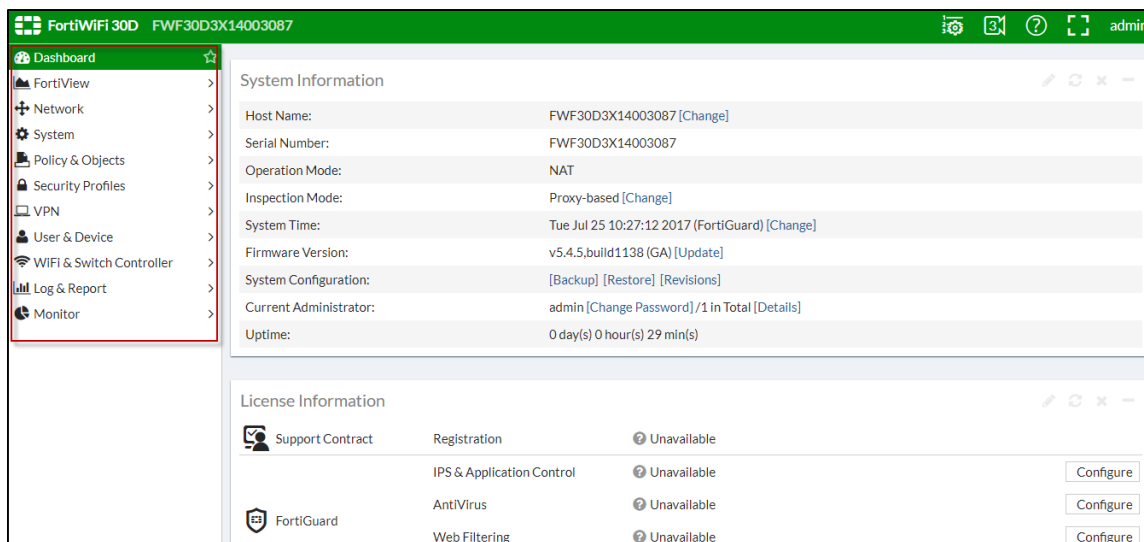 FortiWiFi 30D FWF30D3X14003087
3
admin
Dashboard
FortiView
Network
System
Policy & Objects
Security Profiles
VPN
User & Device
WiFi & Switch Controller
Log & Report
Monitor
System Information
Host Name: FWF30D3X14003087 [Change]
Serial Number: FWF30D3X14003087
Operation Mode: NAT
Inspection Mode: Proxy-based [Change]
System Time: Tue Jul 25 10:27:12 2017 (FortiGuard) [Change]
Firmware Version: v5.4.5,build1138 (GA) [Update]
System Configuration: [Backup] [Restore] [Revisions]
Current Administrator: admin [Change Password] /1 in Total [Details]
Uptime: 0 day(s) 0 hour(s) 29 min(s)
License Information
Support Contract Registration Unavailable
IPS & Application Control Unavailable Configure
AntiVirus Unavailable Configure
FortiGuard
Web Filtering Unavailable Configure